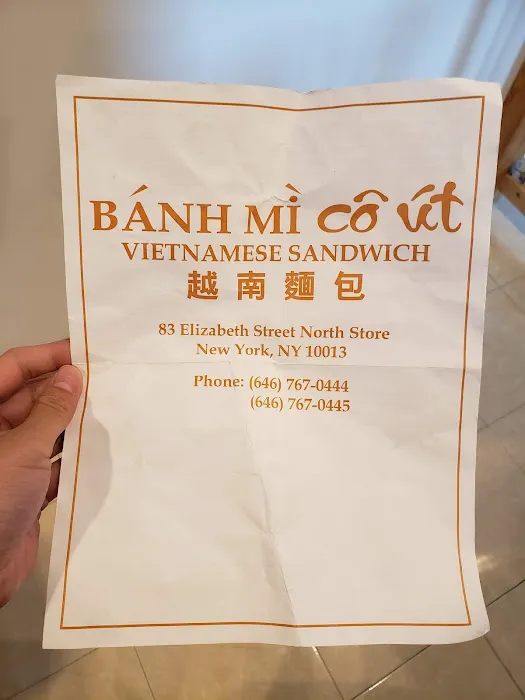 BÁNH MÌ cô út
VIETNAMESE SANDWICH
越南麵包
83 Elizabeth Street North Store
New York, NY 10013
Phone: (646) 767-0444
(646) 767-0445